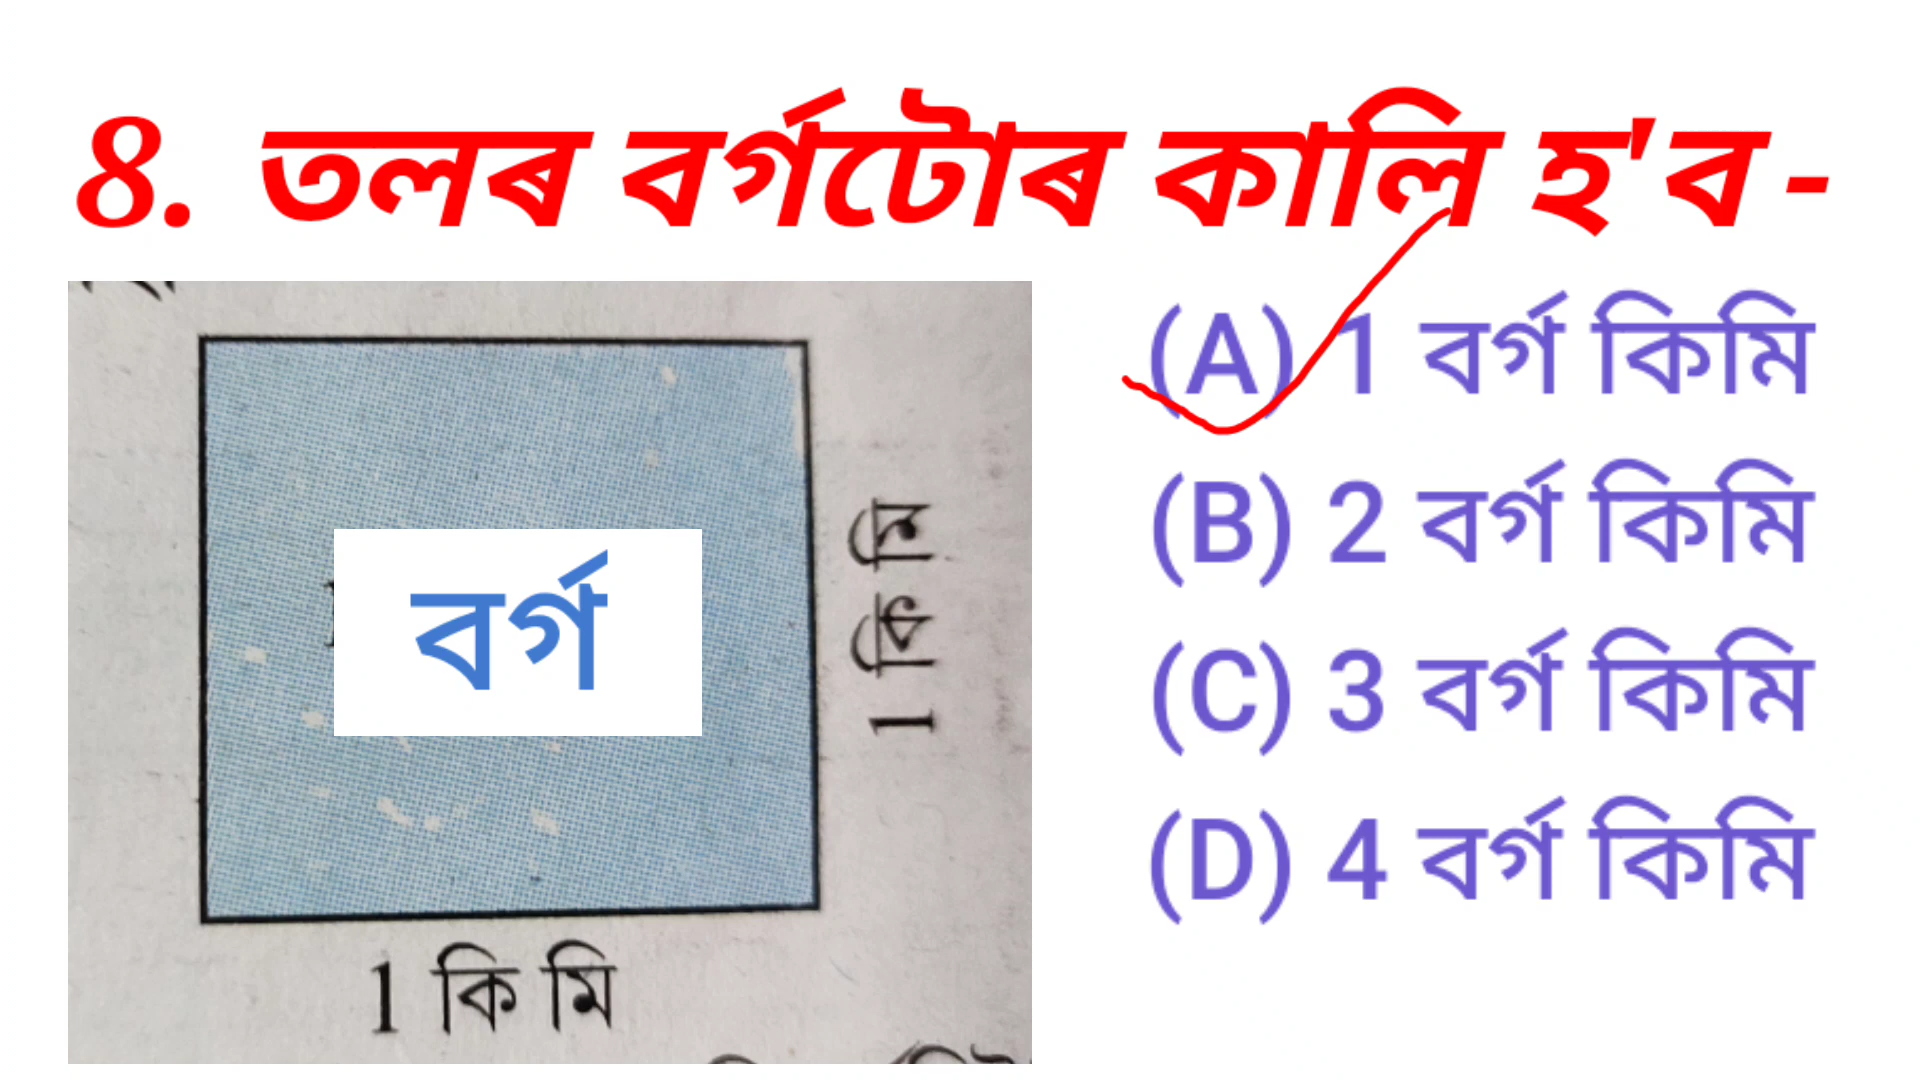 8. তলৰ বৰ্গটোৰ কালি হ'ব -
(A) 1 বৰ্গ কিমি
(B) 2 বৰ্গ কিমি
(C) 3 বৰ্গ কিমি
(D) 4 বৰ্গ কিমি
বৰ্গ
1 কি মি
1 কি মি